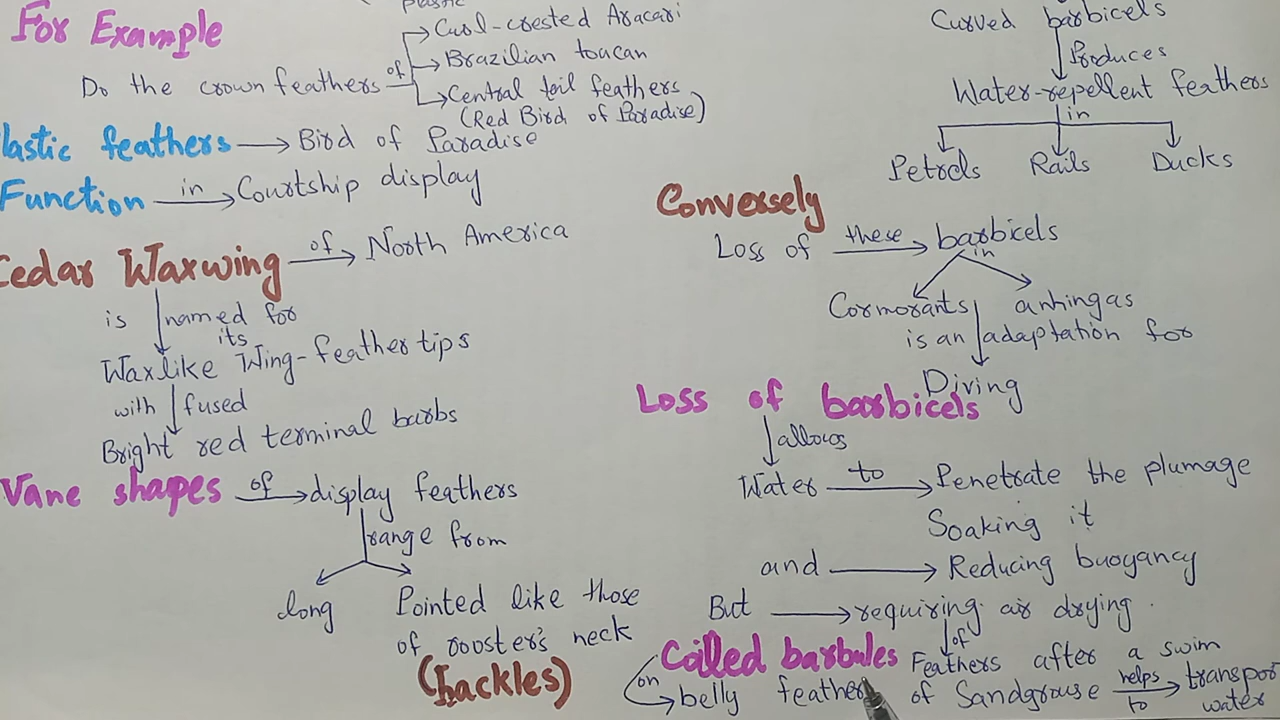 Plastic
For Example
Curl-crested Aracari
Do the crown feathers of Brazilian toucan
Central tail feathers
(Red Bird of Paradise)
lastic feathers → Bird of Paradise
Function in → Courtship display
Cedar Waxwing of → North America
is named for
its
Waxlike Wing-feather tips
with fused
Bright red terminal barbs
Vane shapes of → display feathers
range from
long Pointed like those
of rooster's neck
(hackles)
Curved barbicels
Produces
Water-repellent feathers
in
Petrels Rails Ducks
Conversely
Loss of these → barbicels
in
Cormorants anhingas
is an adaptation for
Diving
Loss of barbicels
allows
Water to → Penetrate the plumage
Soaking it
and → Reducing buoyancy
But → requiring air drying.
of
Coiled barbules Feathers after a swim
on belly feather of Sandgrouse helps to → transport
water